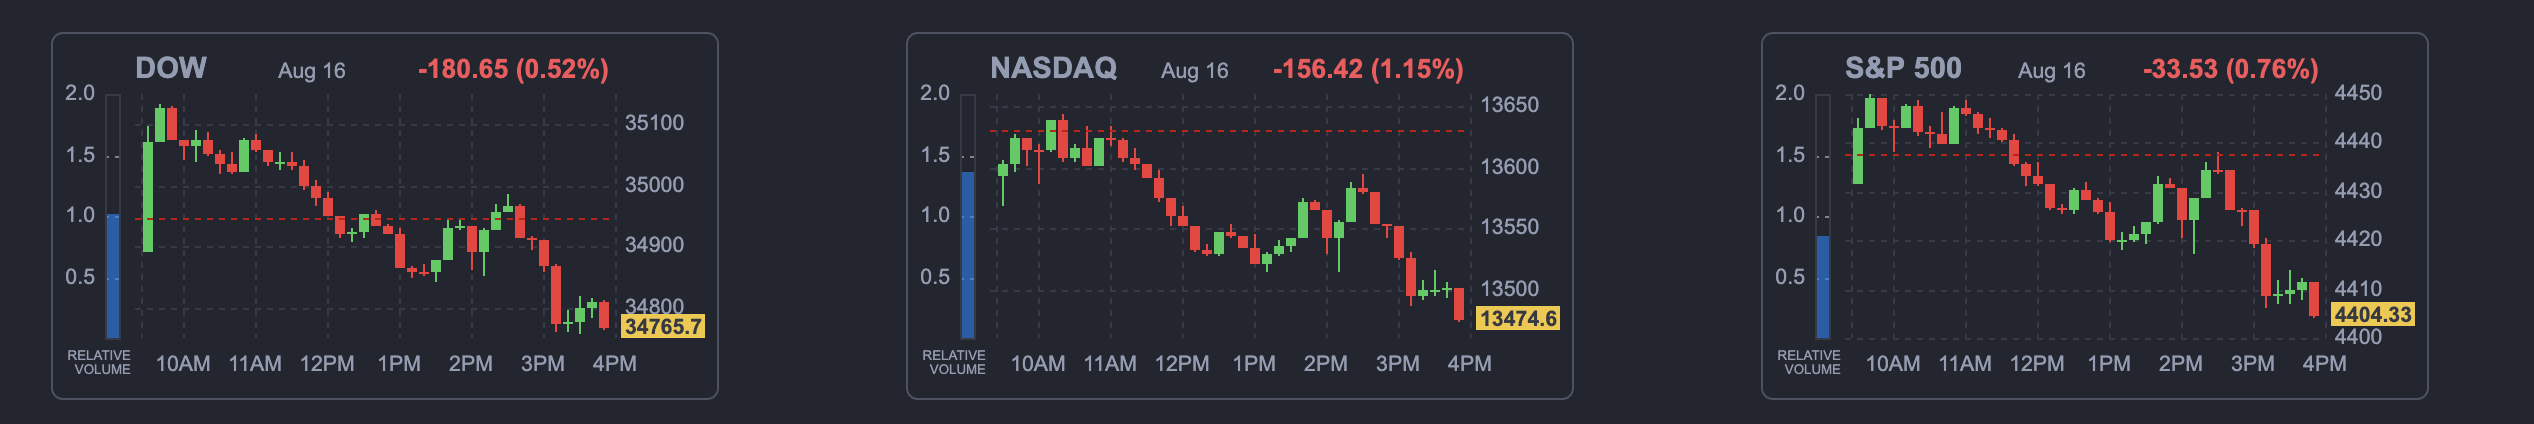 DOW Aug 16 -180.65 (0.52%)
2.0
1.5
1.0
0.5
35100
35000
34900
34800
34765.7
RELATIVE
VOLUME
10AM 11AM 12PM 1PM 2PM 3PM 4PM
NASDAQ Aug 16 -156.42 (1.15%)
2.0
1.5
1.0
0.5
13650
13600
13550
13500
13474.6
RELATIVE
VOLUME
10AM 11AM 12PM 1PM 2PM 3PM 4PM
S&P 500 Aug 16 -33.53 (0.76%)
2.0
1.5
1.0
0.5
4450
4440
4430
4420
4410
4404.33
4400
RELATIVE
VOLUME
10AM 11AM 12PM 1PM 2PM 3PM 4PM